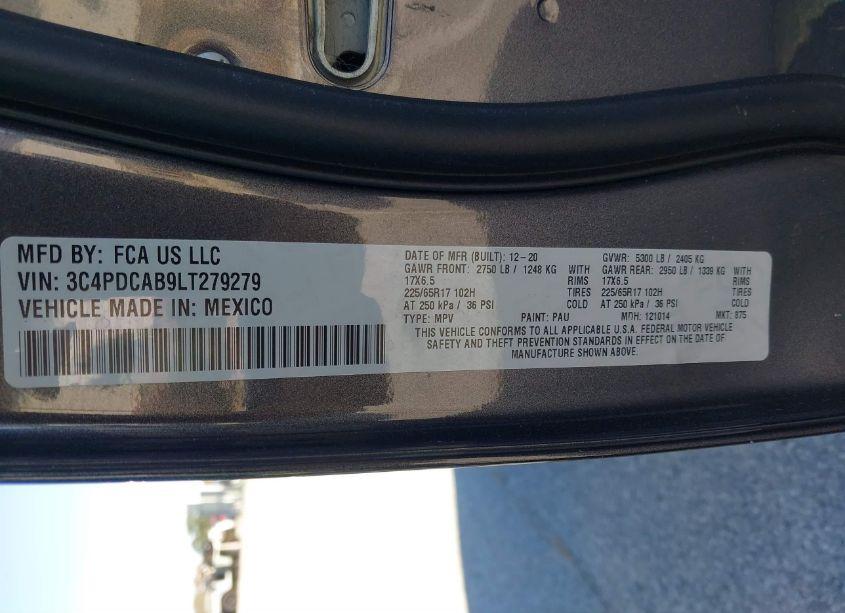 MFD BY: FCA US LLC
VIN: 3C4PDCAB9LT279279
VEHICLE MADE IN: MEXICO
DATE OF MFR (BUILT): 12-20 GVWR: 5300 LB / 2405 KG
GAWR FRONT: 2750 LB / 1248 KG WITH GAWR REAR: 2950 LB / 1339 KG WITH
17X6.5 RIMS 17X6.5 RIMS
225/65R17 102H TIRES 225/65R17 102H TIRES
AT 250 kPa / 36 PSI COLD AT 250 kPa / 36 PSI COLD
TYPE: MPV PAINT: PAU MDH: 121014 MKT: 875
THIS VEHICLE CONFORMS TO ALL APPLICABLE U.S.A. FEDERAL MOTOR VEHICLE
SAFETY AND THEFT PREVENTION STANDARDS IN EFFECT ON THE DATE OF
MANUFACTURE SHOWN ABOVE.